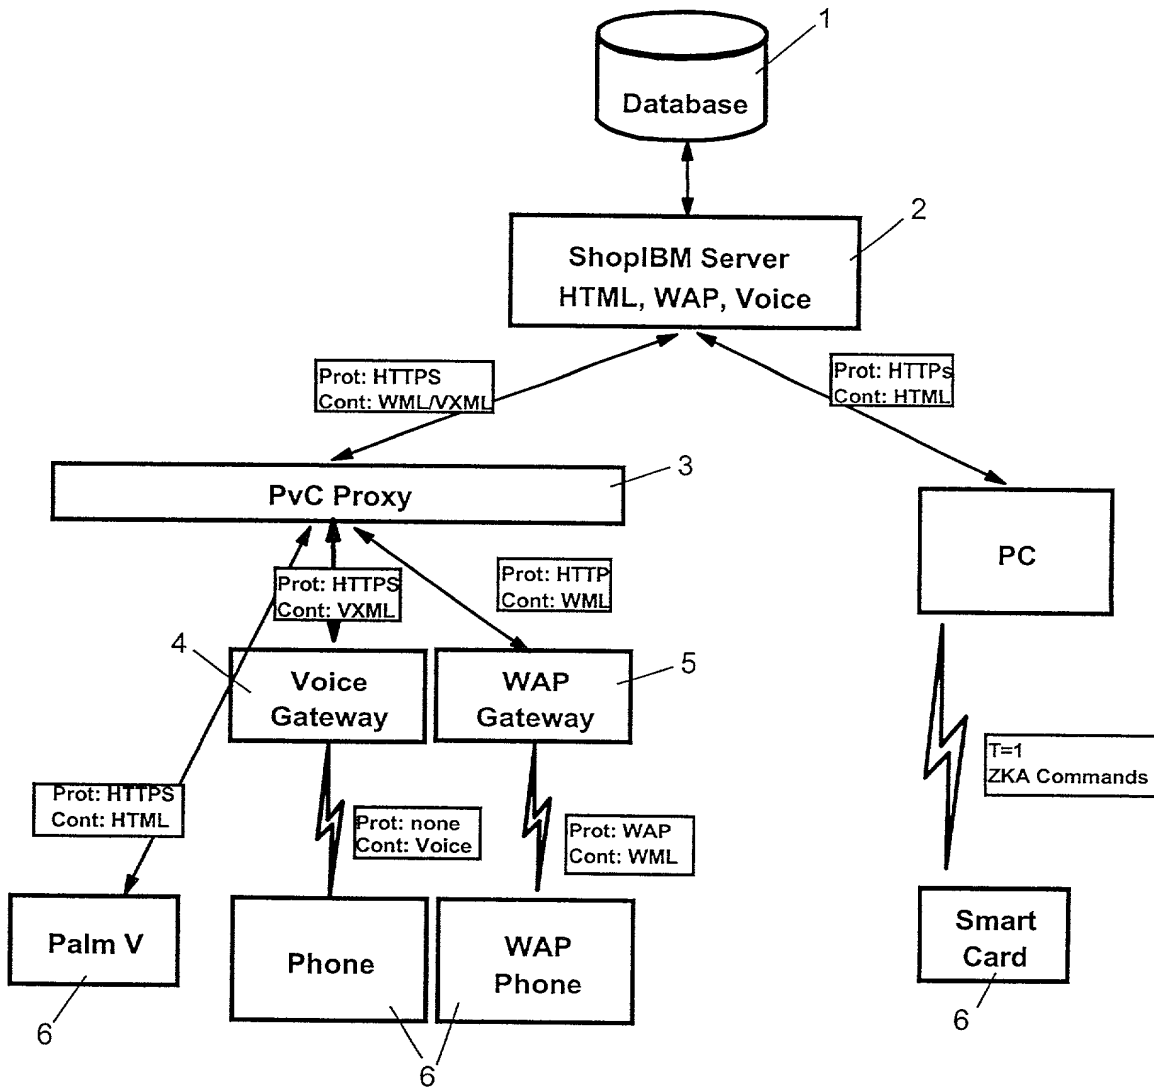 1
Database
2
ShopIBM Server
HTML, WAP, Voice
Prot: HTTPS
Cont: WML/VXML
Prot: HTTPs
Cont: HTML
3
PvC Proxy
PC
Prot: HTTPS
Cont: VXML
Prot: HTTP
Cont: WML
4
Voice
Gateway
5
WAP
Gateway
T=1
ZKA Commands
Prot: HTTPS
Cont: HTML
Prot: none
Cont: Voice
Prot: WAP
Cont: WML
Palm V
Phone
WAP
Phone
Smart
Card
6
6
6